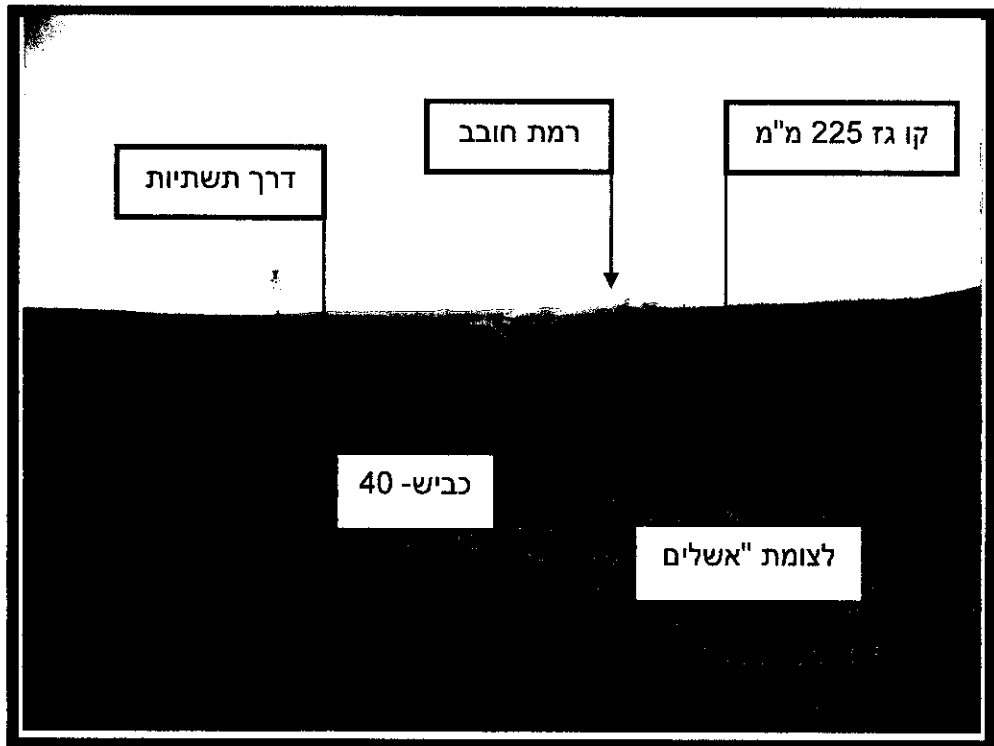 קו גז 225 מ"מ
רמת חובב
דרך תשתיות
כביש- 40
לצומת "אשלים